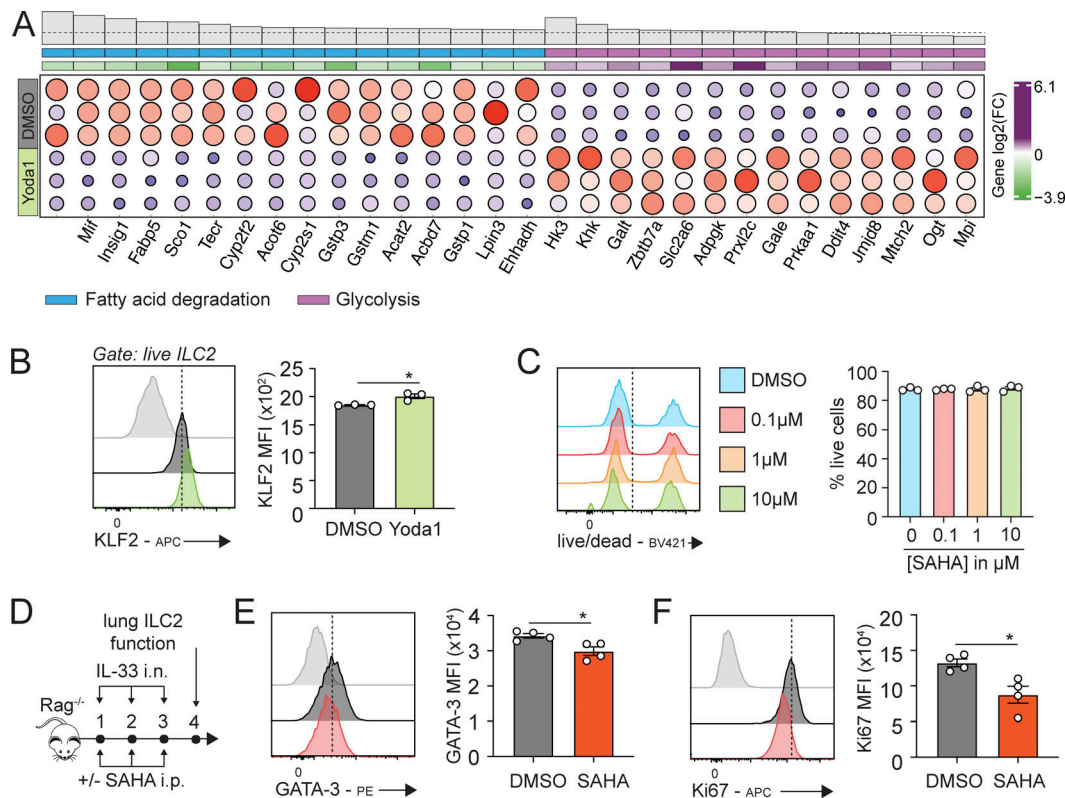 A
DMSO
Yoda1
6.1
0
−3.9
Gene log2(FC)
Mif
Insig1
Fabp5
Sco1
Tecr
Cyp2f2
Acot6
Cyp2s1
Gstp3
Gstm1
Acat2
Acbd7
Gstp1
Lpin3
Ehhadh
Hk3
Khk
Galt
Zbtb7a
Slc2a6
Adpgk
Prxl2c
Gale
Prkaa1
Ddit4
Jmjd8
Mtch2
Ogt
Mpi
Fatty acid degradation
Glycolysis
B
Gate: live ILC2
0
KLF2 - APC
KLF2 MFI (x10²)
20
15
10
5
0
*
DMSO Yoda1
C
0
live/dead - BV421
DMSO
0.1µM
1µM
10µM
% live cells
100
80
60
40
20
0
0 0.1 1 10
[SAHA] in µM
D
lung ILC2
function
IL-33 i.n.
Rag-/-
1 2 3 4
+/- SAHA i.p.
E
0
GATA-3 - PE
GATA-3 MFI (x10⁴)
4
3
2
1
0
*
DMSO SAHA
F
0
Ki67 - APC
Ki67 MFI (x10⁴)
20
15
10
5
0
*
DMSO SAHA